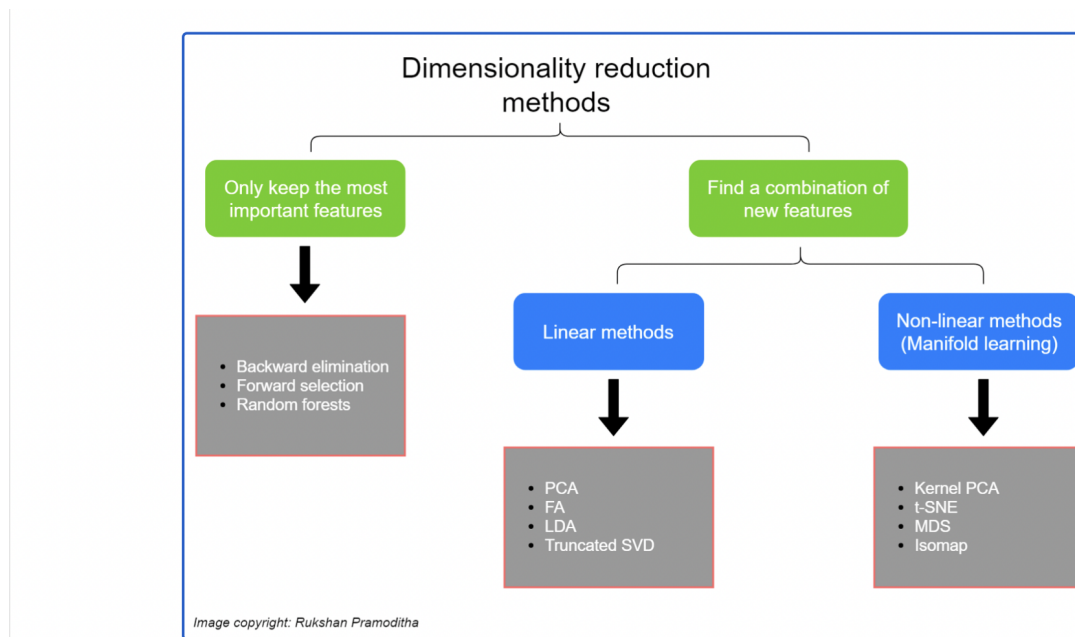 Dimensionality reduction
methods
Only keep the most
important features
Find a combination of
new features
Linear methods
Non-linear methods
(Manifold learning)
• Backward elimination
• Forward selection
• Random forests
• PCA
• FA
• LDA
• Truncated SVD
• Kernel PCA
• t-SNE
• MDS
• Isomap
Image copyright: Rukshan Pramoditha